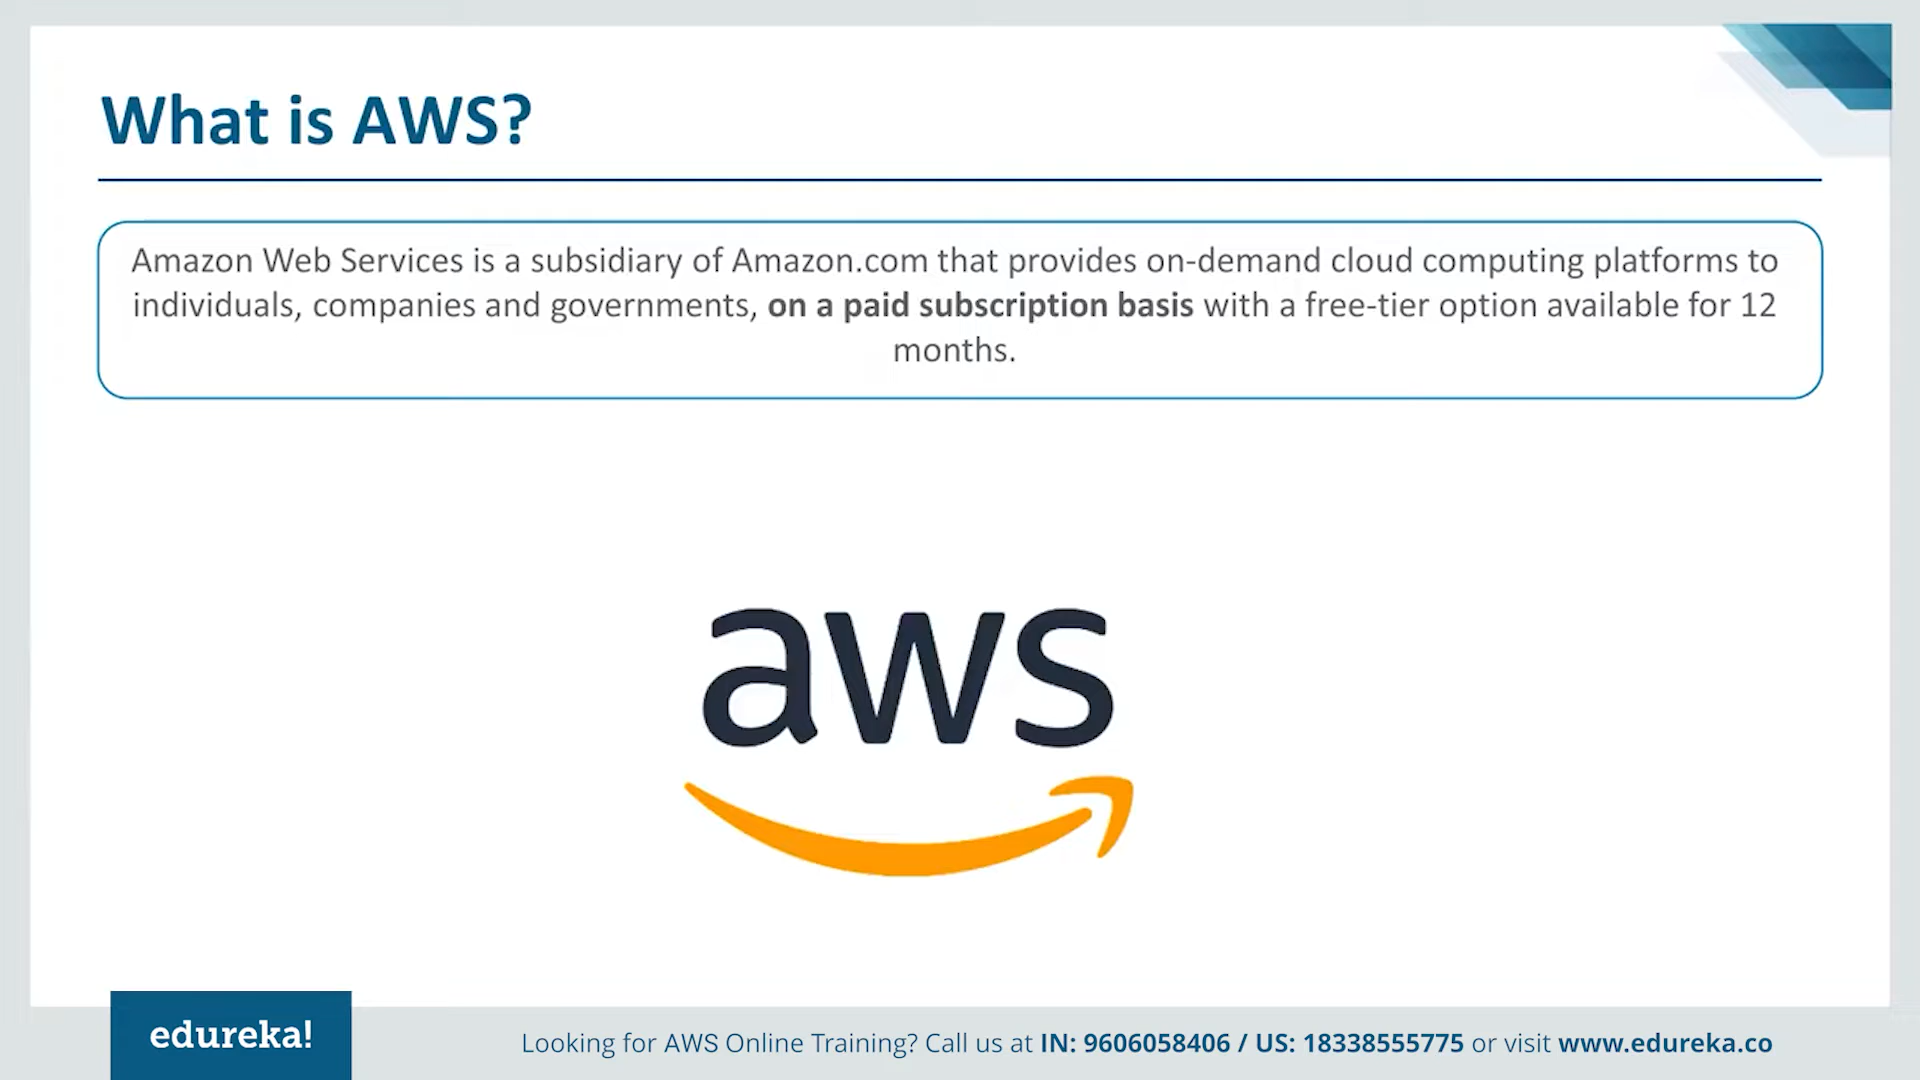 What is AWS?
Amazon Web Services is a subsidiary of Amazon.com that provides on-demand cloud computing platforms to
individuals, companies and governments, on a paid subscription basis with a free-tier option available for 12
months.
aws
edureka!
Looking for AWS Online Training? Call us at IN: 9606058406 / US: 18338555775 or visit www.edureka.co